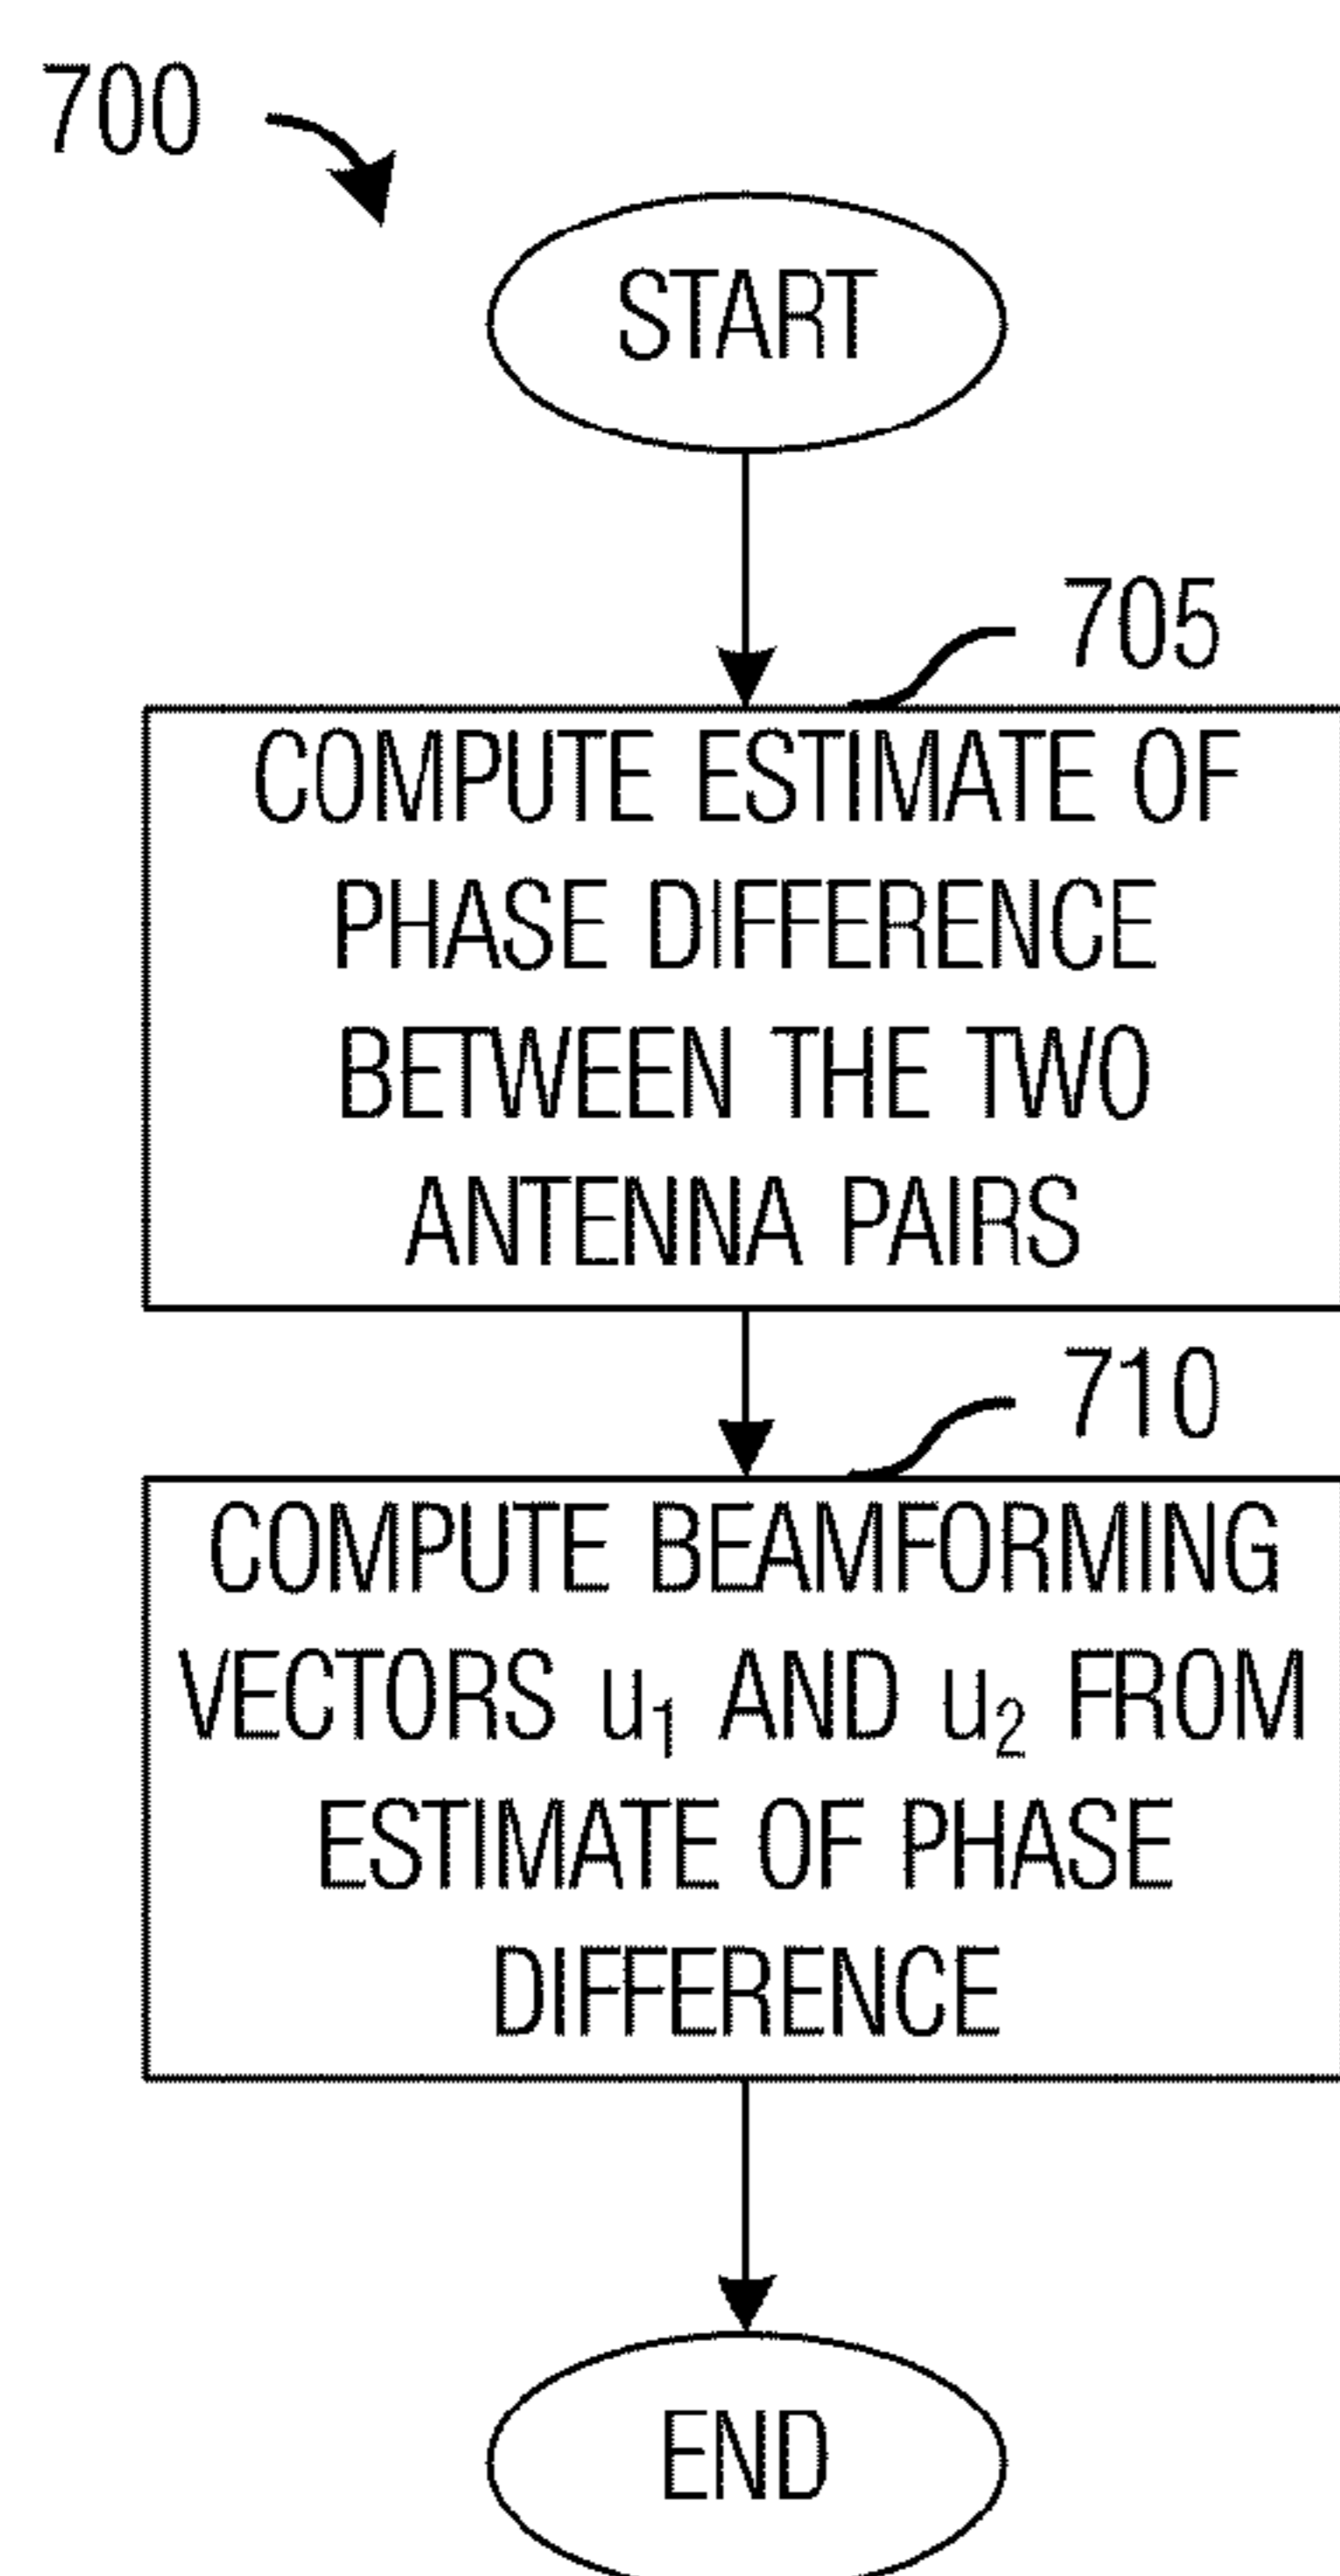 700
START
705
COMPUTE ESTIMATE OF
PHASE DIFFERENCE
BETWEEN THE TWO
ANTENNA PAIRS
710
COMPUTE BEAMFORMING
VECTORS u₁ AND u₂ FROM
ESTIMATE OF PHASE
DIFFERENCE
END